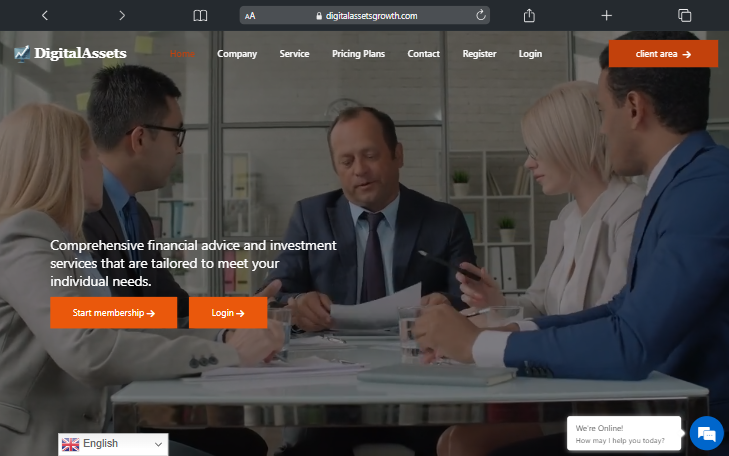 AA
digitalassetsgrowth.com
DigitalAssets
Home
Company
Service
Pricing Plans
Contact
Register
Login
client area →
Comprehensive financial advice and investment
services that are tailored to meet your
individual needs.
Start membership →
Login →
English
We're Online!
How may I help you today?